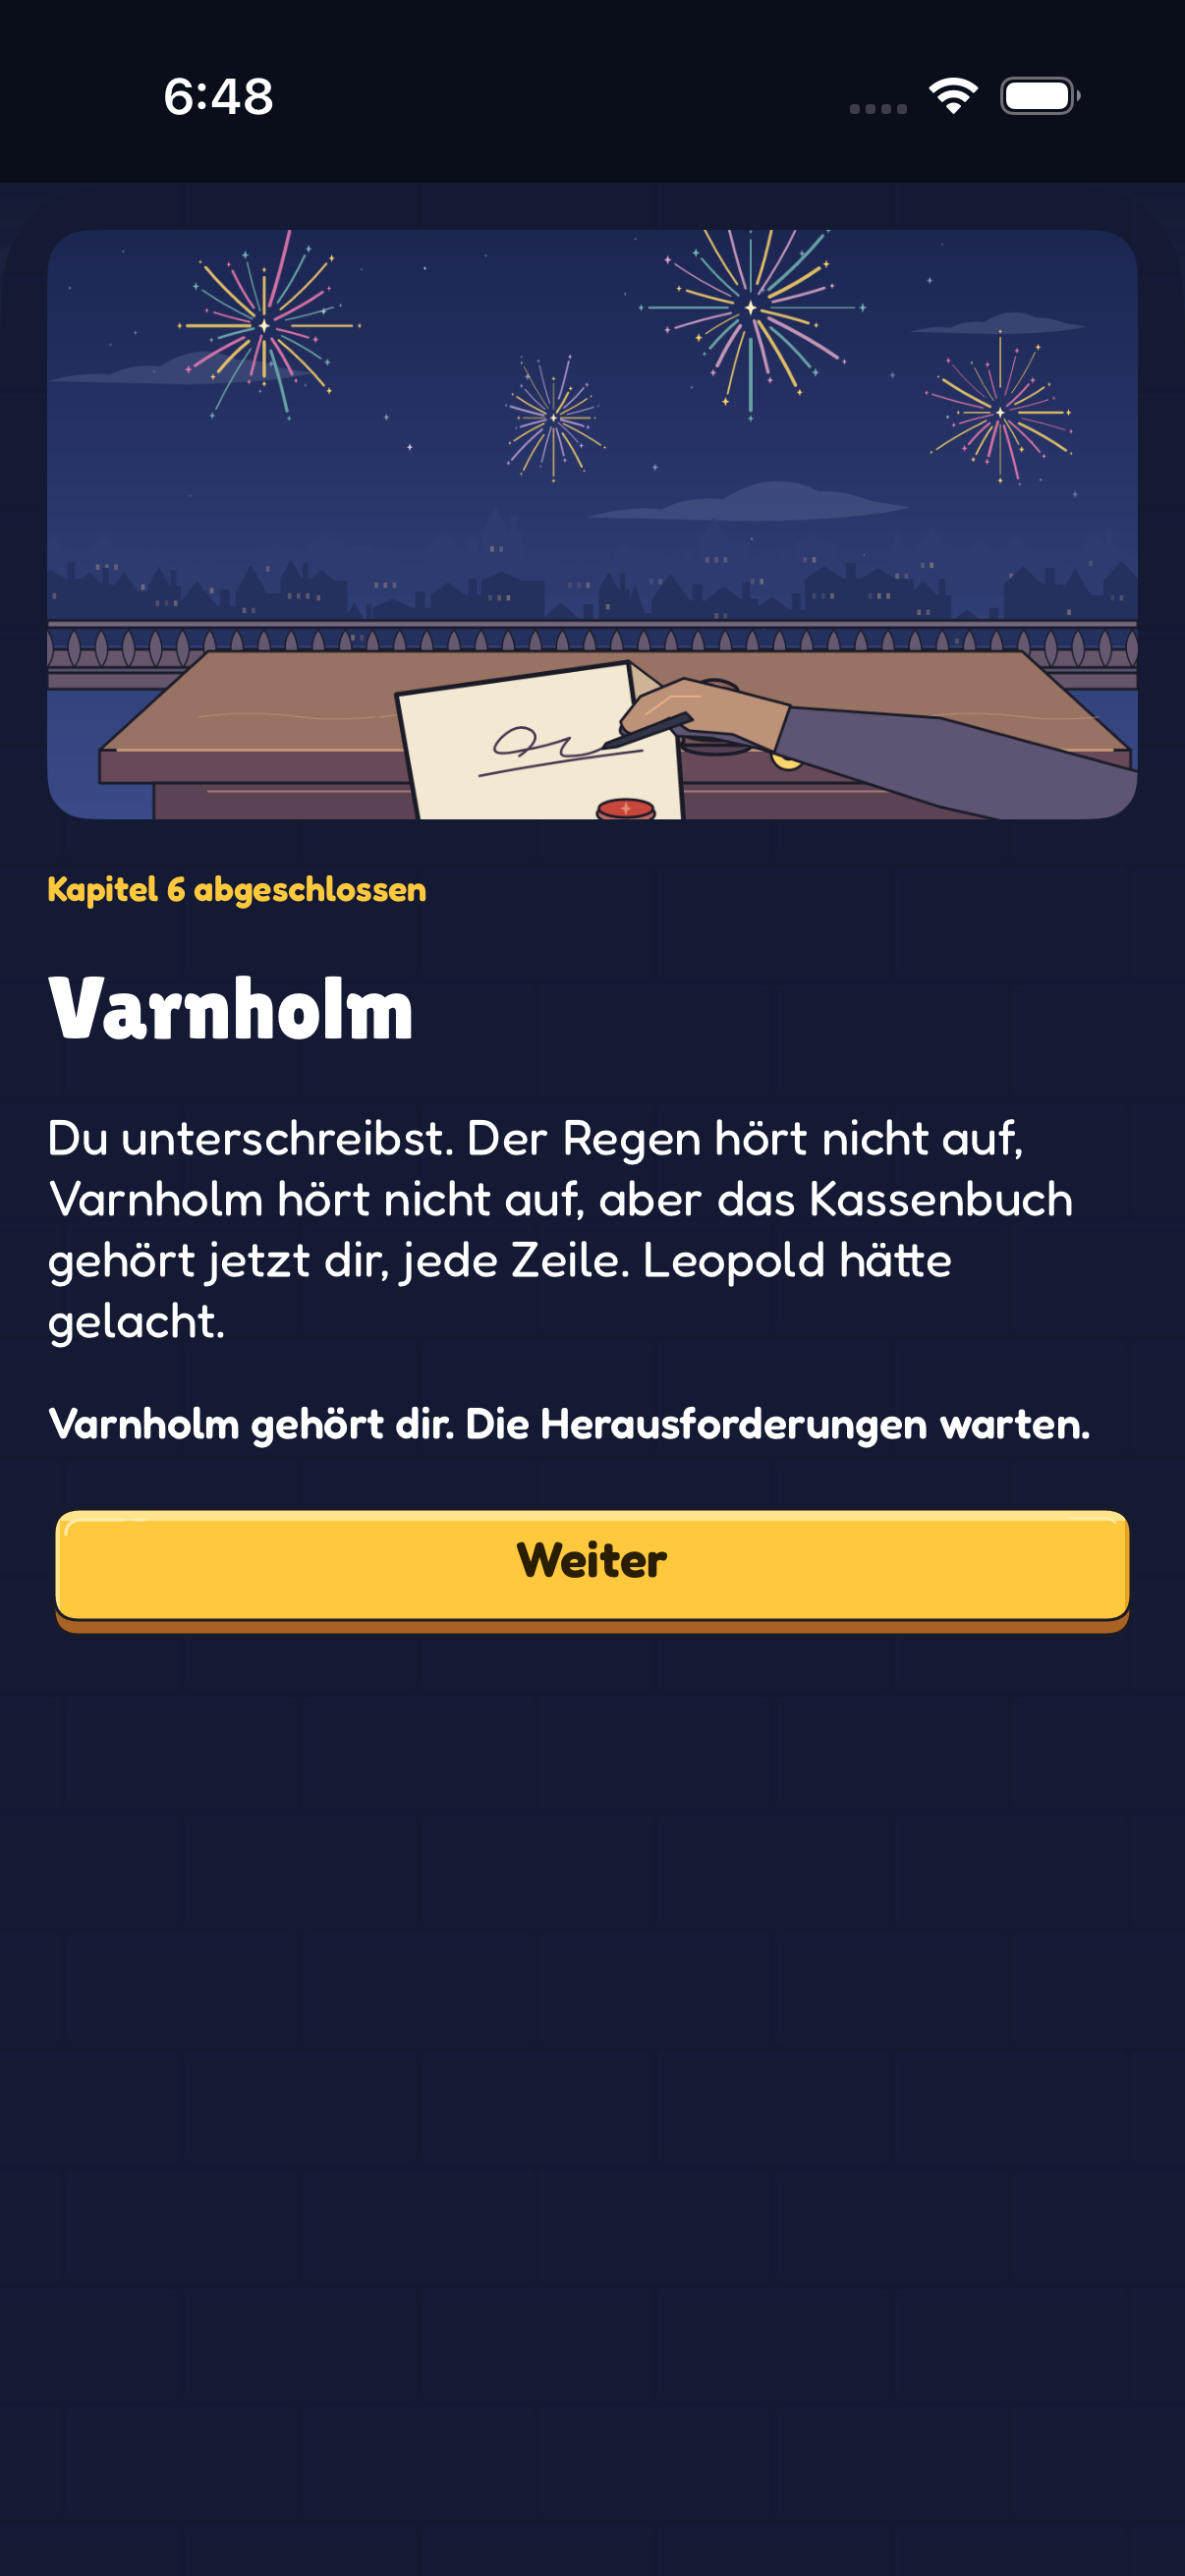 6:48
Kapitel 6 abgeschlossen
Varnholm
Du unterschreibst. Der Regen hört nicht auf,
Varnholm hört nicht auf, aber das Kassenbuch
gehört jetzt dir, jede Zeile. Leopold hätte
gelacht.
Varnholm gehört dir. Die Herausforderungen warten.
Weiter